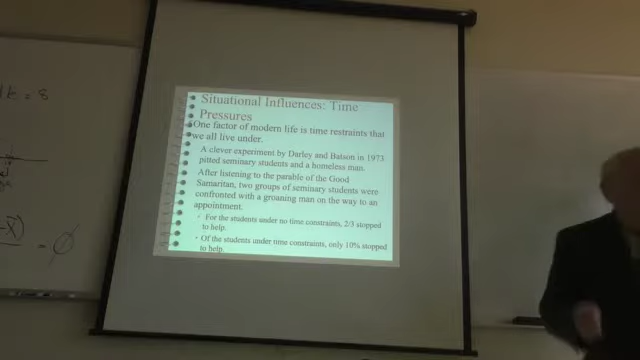 Situational Influences: Time
Pressures
One factor of modern life is time restraints that
we all live under.
A clever experiment by Darley and Batson in 1973
pitted seminary students and a homeless man.
After listening to the parable of the Good
Samaritan, two groups of seminary students were
confronted with a groaning man on the way to an
appointment.
• For the students under no time constraints, 2/3 stopped
to help.
• Of the students under time constraints, only 10% stopped
to help.
= 8
= ∅